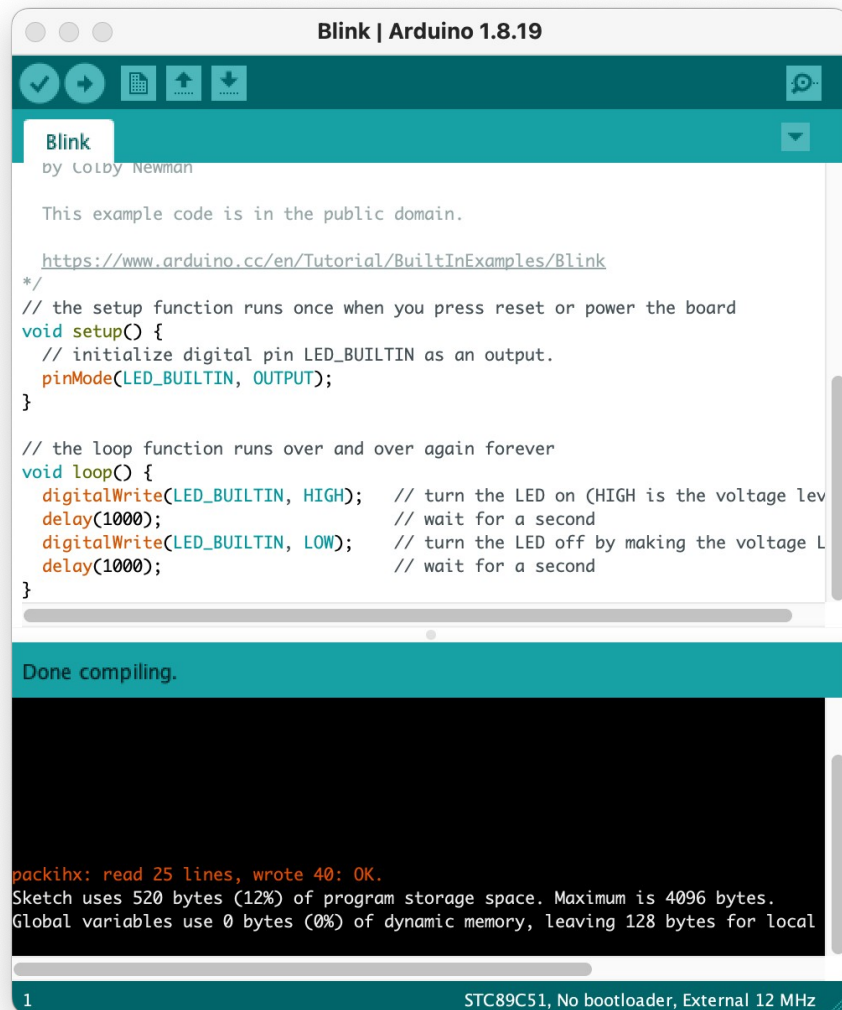 Blink | Arduino 1.8.19
Blink
by Colby Newman
This example code is in the public domain.
https://www.arduino.cc/en/Tutorial/BuiltInExamples/Blink
*/
// the setup function runs once when you press reset or power the board
void setup() {
  // initialize digital pin LED_BUILTIN as an output.
  pinMode(LED_BUILTIN, OUTPUT);
}
// the loop function runs over and over again forever
void loop() {
  digitalWrite(LED_BUILTIN, HIGH);   // turn the LED on (HIGH is the voltage lev
  delay(1000);                       // wait for a second
  digitalWrite(LED_BUILTIN, LOW);    // turn the LED off by making the voltage L
  delay(1000);                       // wait for a second
}
Done compiling.
packihx: read 25 lines, wrote 40: OK.
Sketch uses 520 bytes (12%) of program storage space. Maximum is 4096 bytes.
Global variables use 0 bytes (0%) of dynamic memory, leaving 128 bytes for local
1
STC89C51, No bootloader, External 12 MHz